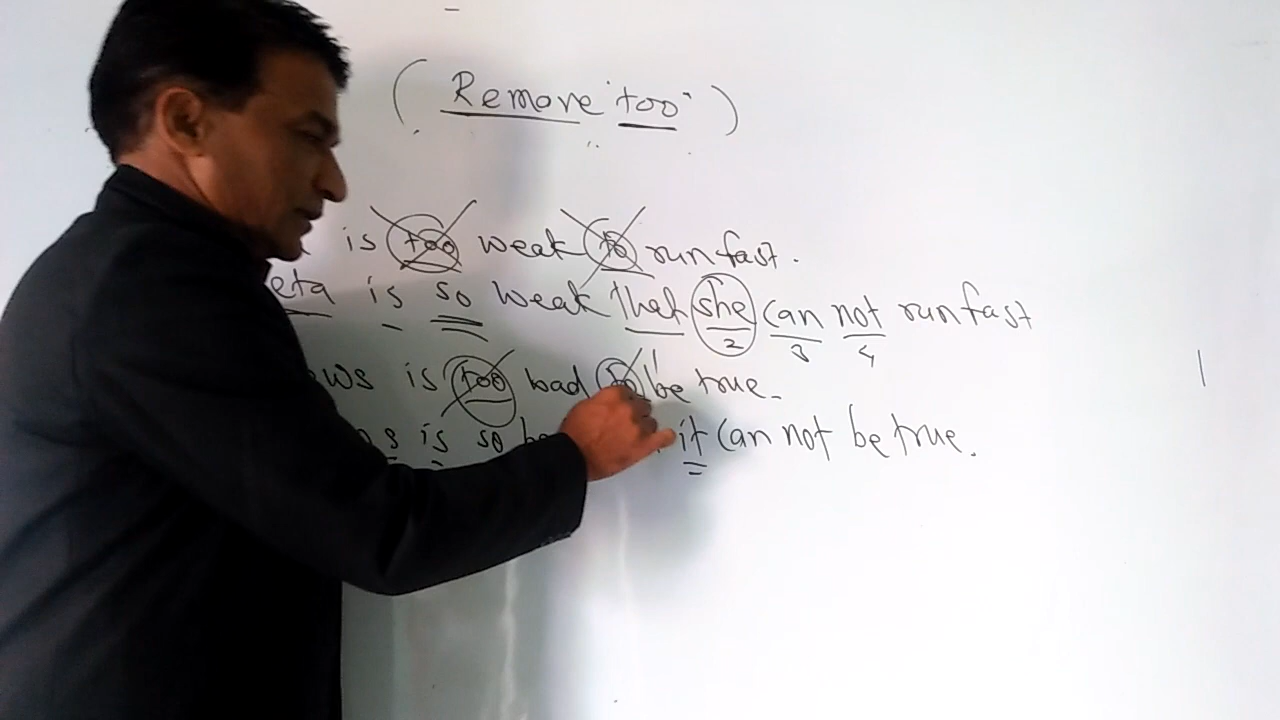 ( Remove "too" )
is too weak to run fast.
eta is so weak that she can not run fast
2 3 4
ws is too bad to be true.
s is so it can not be true.